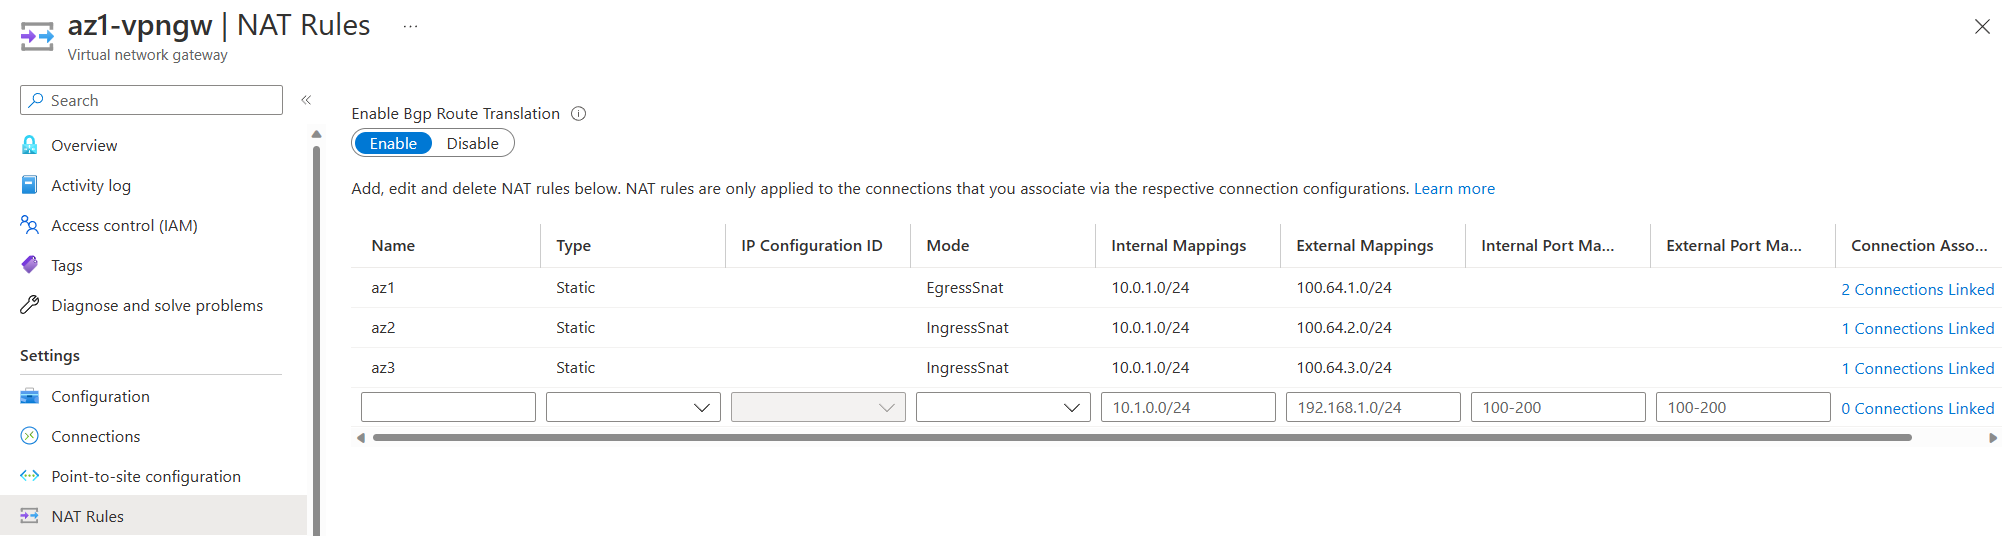 az1-vpngw | NAT Rules ...
Virtual network gateway
Search
Overview
Activity log
Access control (IAM)
Tags
Diagnose and solve problems
Settings
Configuration
Connections
Point-to-site configuration
NAT Rules
Enable Bgp Route Translation
Enable Disable
Add, edit and delete NAT rules below. NAT rules are only applied to the connections that you associate via the respective connection configurations. Learn more
Name Type IP Configuration ID Mode Internal Mappings External Mappings Internal Port Ma... External Port Ma... Connection Asso...
az1 Static EgressSnat 10.0.1.0/24 100.64.1.0/24 2 Connections Linked
az2 Static IngressSnat 10.0.1.0/24 100.64.2.0/24 1 Connections Linked
az3 Static IngressSnat 10.0.1.0/24 100.64.3.0/24 1 Connections Linked
10.1.0.0/24 192.168.1.0/24 100-200 100-200 0 Connections Linked